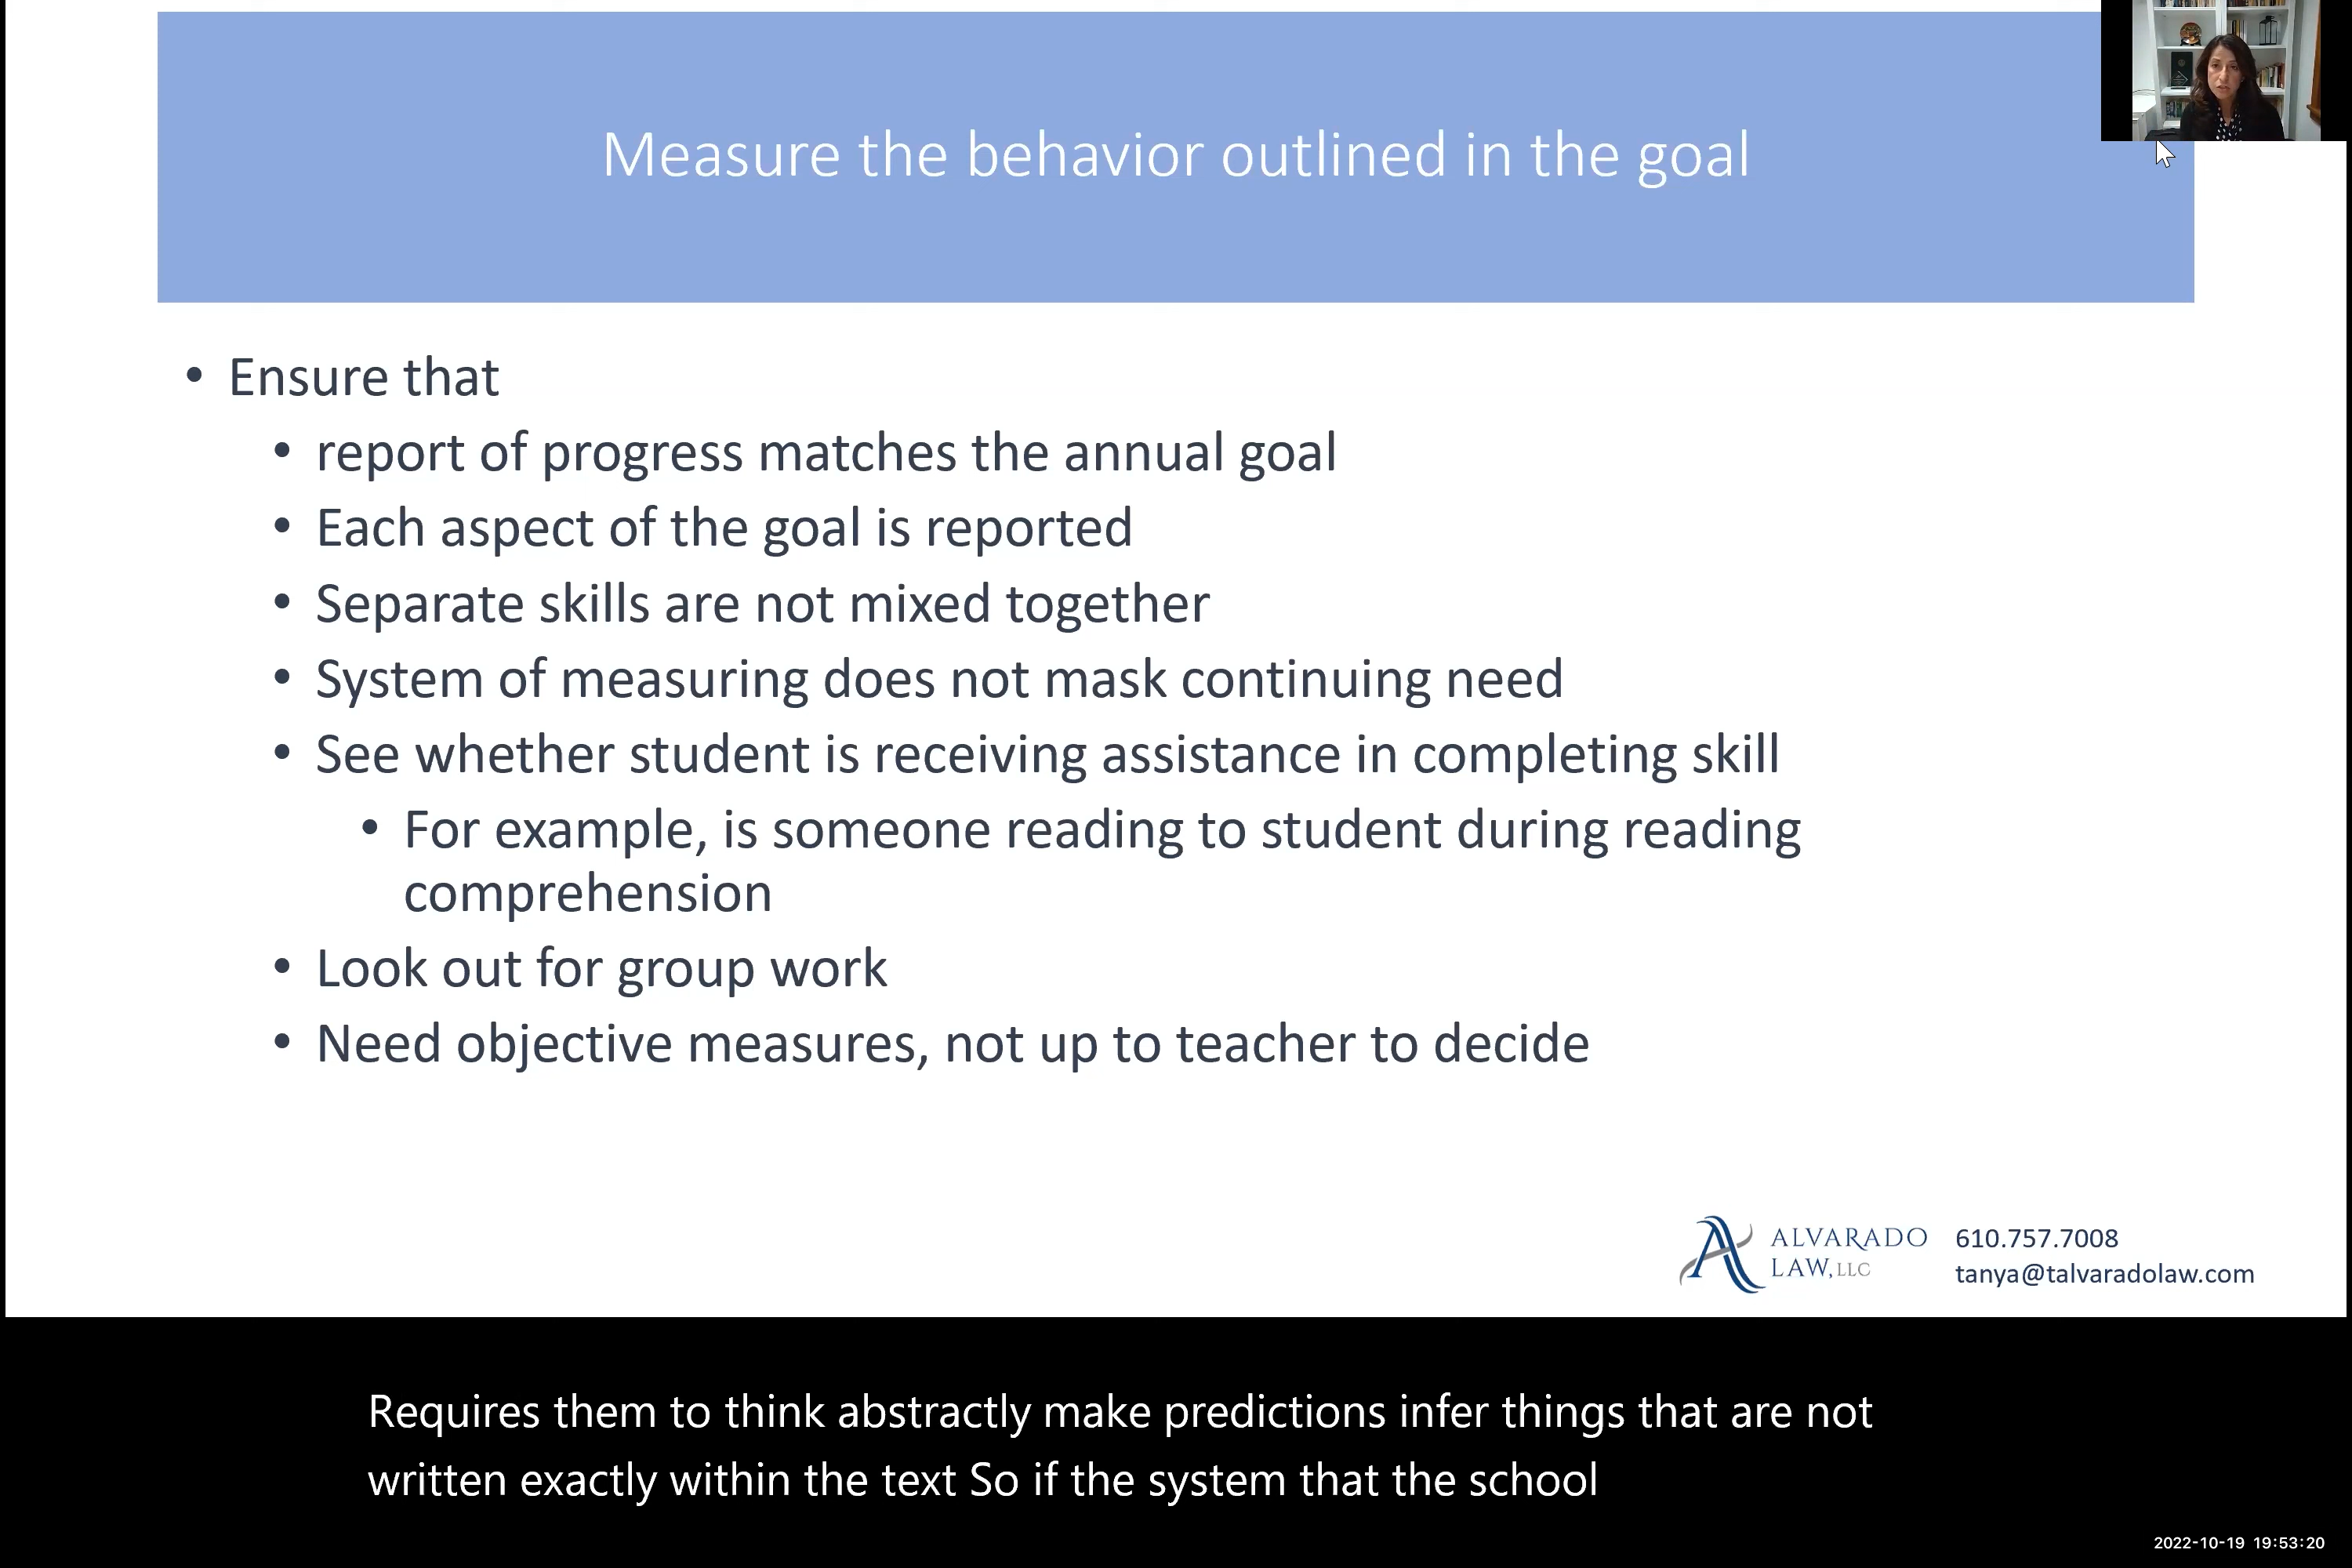 Measure the behavior outlined in the goal
• Ensure that
• report of progress matches the annual goal
• Each aspect of the goal is reported
• Separate skills are not mixed together
• System of measuring does not mask continuing need
• See whether student is receiving assistance in completing skill
• For example, is someone reading to student during reading
comprehension
• Look out for group work
• Need objective measures, not up to teacher to decide
ALVARADO
LAW, LLC
610.757.7008
tanya@talvaradolaw.com
Requires them to think abstractly make predictions infer things that are not
written exactly within the text So if the system that the school
2022-10-19 19:53:20